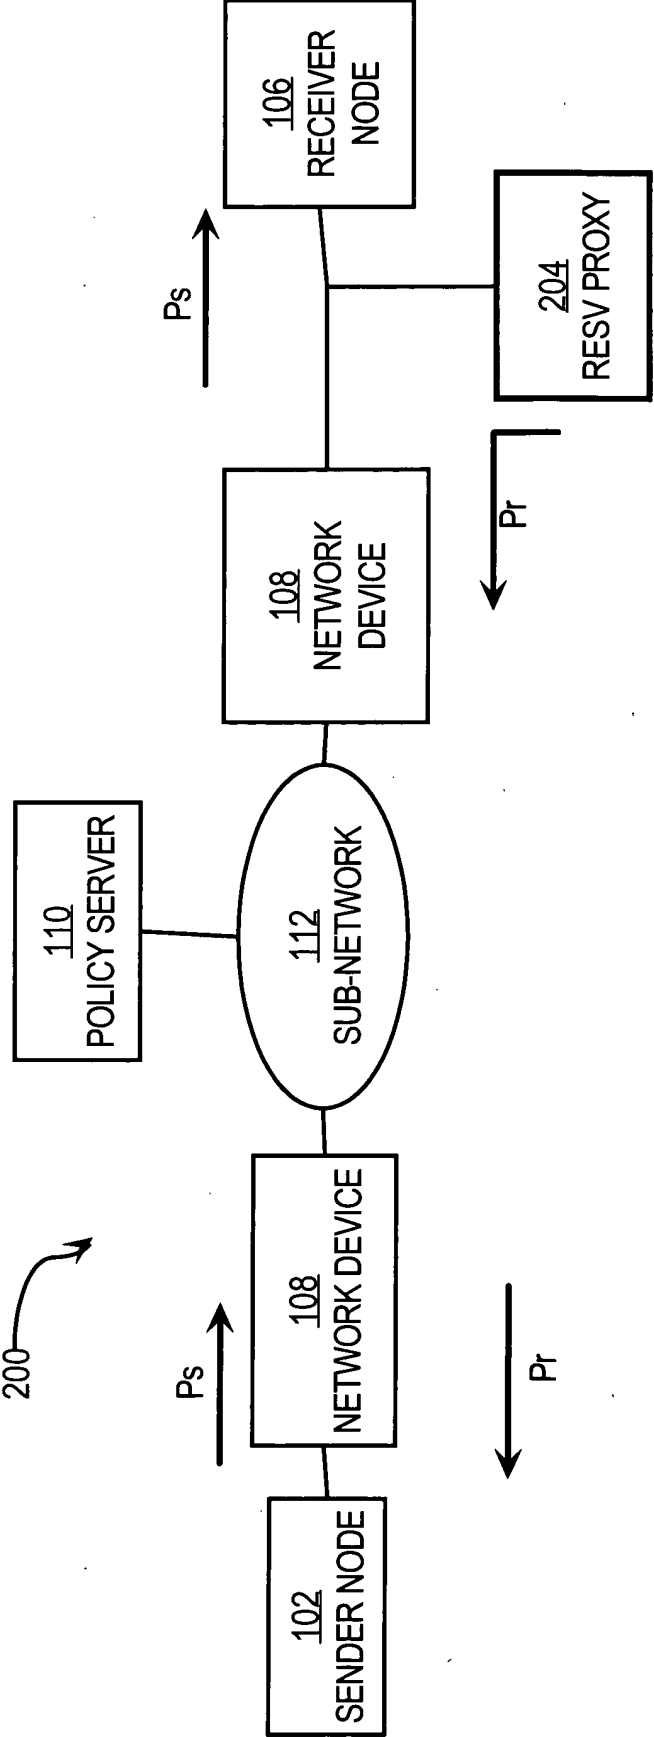 200
110
POLICY SERVER
Ps
Ps
102
SENDER NODE
108
NETWORK DEVICE
112
SUB-NETWORK
108
NETWORK
DEVICE
106
RECEIVER
NODE
Pr
Pr
204
RESV PROXY